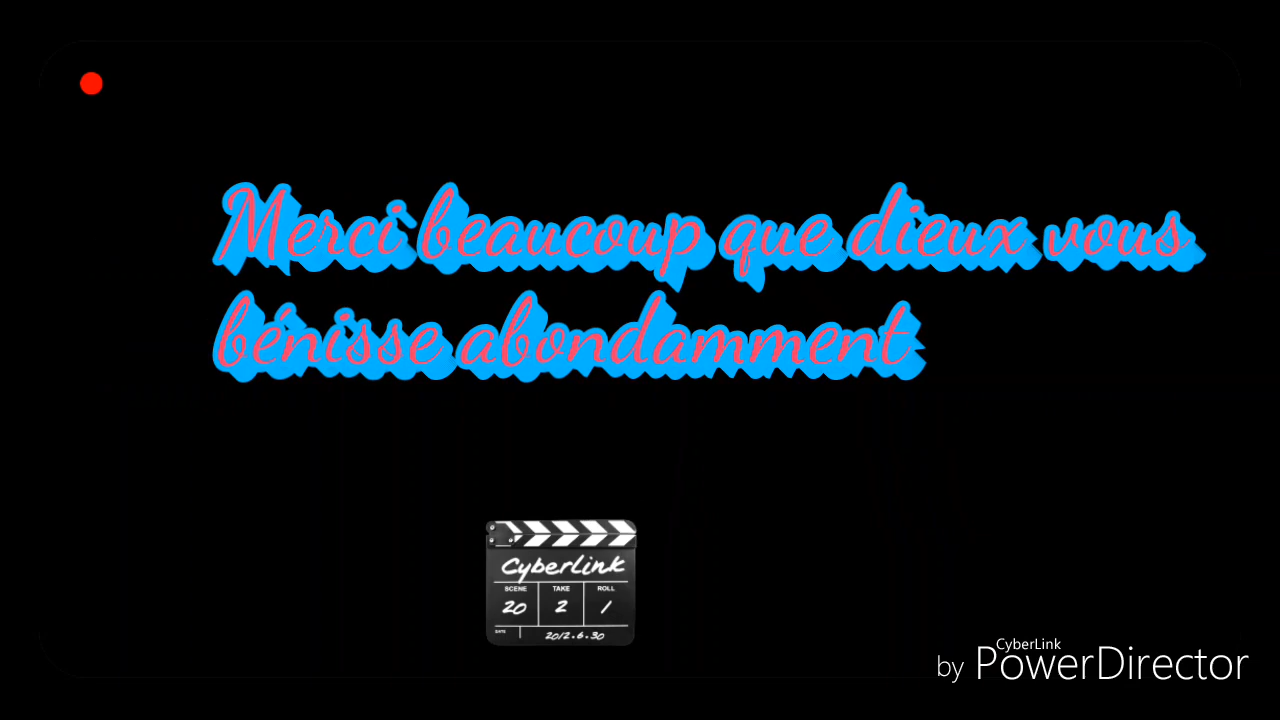 Merci beaucoup que dieux vous
bénisse abondamment
Cyberlink
SCENE TAKE ROLL
20 2 1
DATE 2012.6.30
CyberLink
by PowerDirector